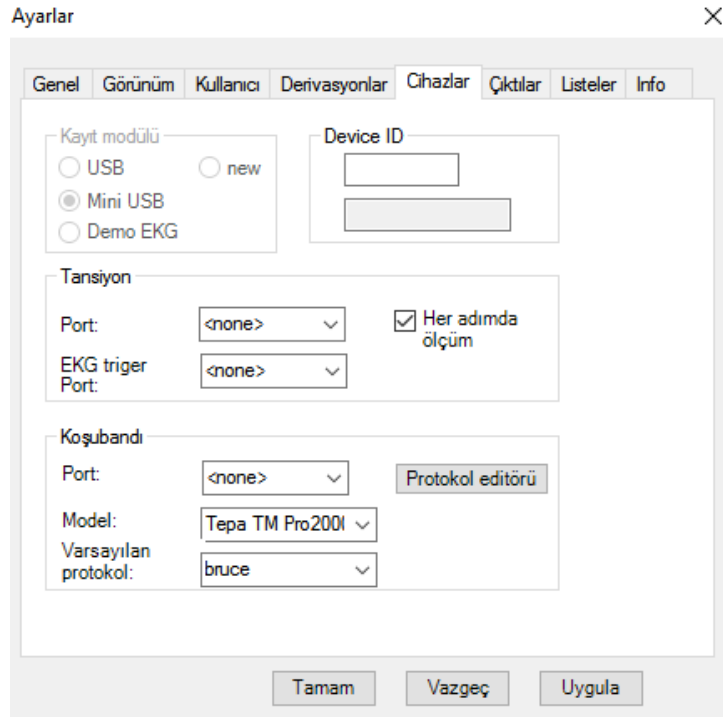 Ayarlar
Genel Görünüm Kullanıcı Derivasyonlar Cihazlar Çıktılar Listeler Info
Kayıt modülü
USB new
Mini USB
Demo EKG
Device ID
Tansiyon
Port: <none>
Her adımda
ölçüm
EKG triger
Port: <none>
Koşubandı
Port: <none> Protokol editörü
Model: Tepa TM Pro200
Varsayılan
protokol: bruce
Tamam Vazgeç Uygula